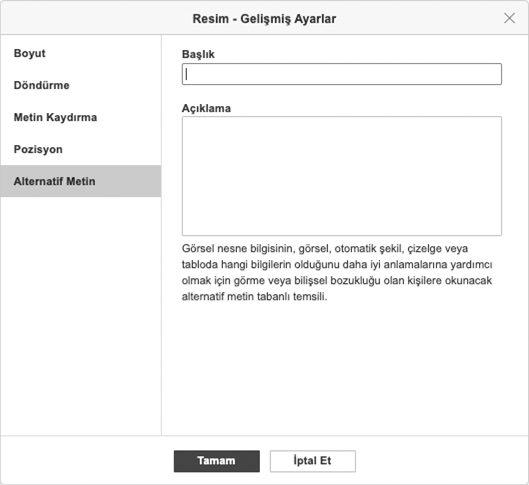 Resim - Gelişmiş Ayarlar
Boyut
Döndürme
Metin Kaydırma
Pozisyon
Alternatif Metin
Başlık
Açıklama
Görsel nesne bilgisinin, görsel, otomatik şekil, çizelge veya
tabloda hangi bilgilerin olduğunu daha iyi anlamalarına yardımcı
olmak için görme veya bilişsel bozukluğu olan kişilere okunacak
alternatif metin tabanlı temsili.
Tamam
İptal Et